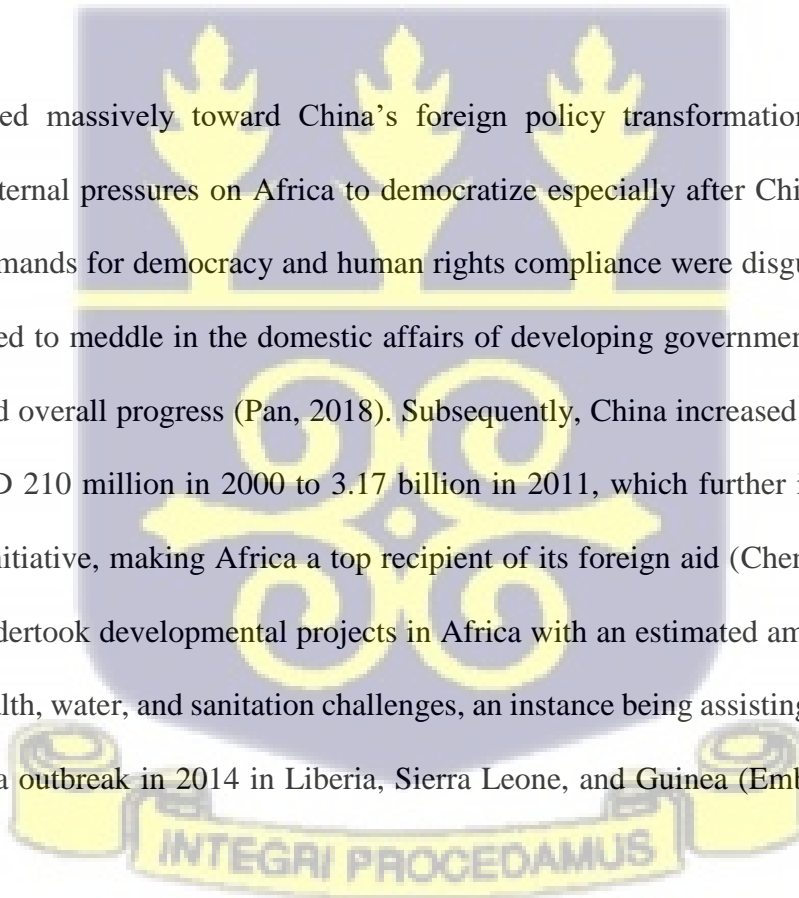 ed massively toward China’s foreign policy transformation
ternal pressures on Africa to democratize especially after Chi
mands for democracy and human rights compliance were disgu
ed to meddle in the domestic affairs of developing governmen
d overall progress (Pan, 2018). Subsequently, China increased
D 210 million in 2000 to 3.17 billion in 2011, which further i
nitiative, making Africa a top recipient of its foreign aid (Chen
dertook developmental projects in Africa with an estimated am
alth, water, and sanitation challenges, an instance being assisting
a outbreak in 2014 in Liberia, Sierra Leone, and Guinea (Emb
INTEGRI PROCEDAMUS